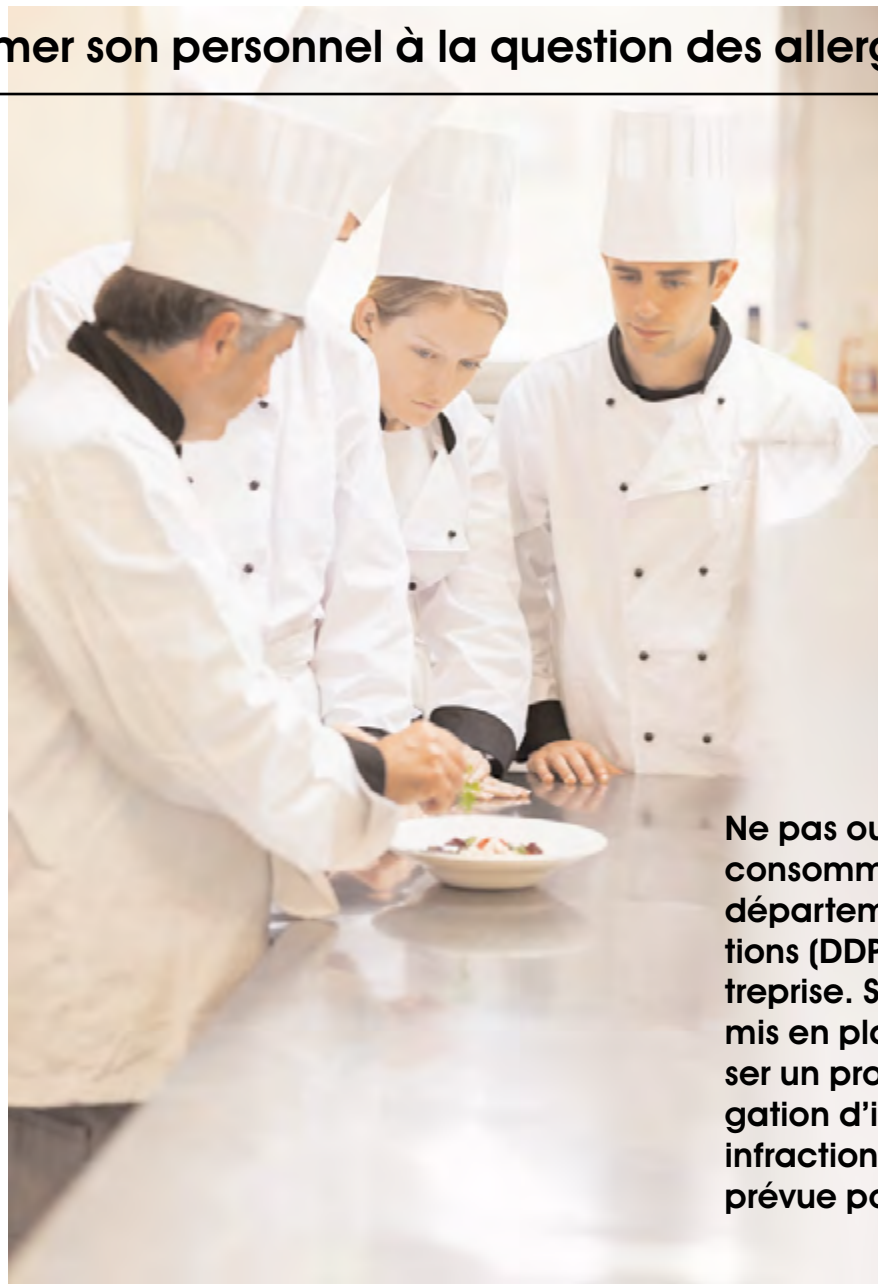 mer son personnel à la question des allerg
Ne pas ou
consomm
départem
tions (DDP
treprise. S
mis en pla
ser un pro
gation d'i
infraction
prévue pa